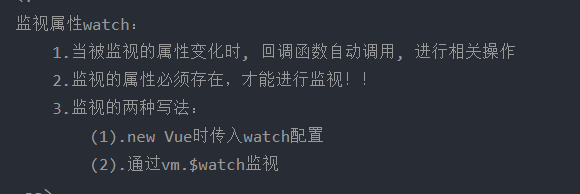 监视属性watch:
1.当被监视的属性变化时, 回调函数自动调用, 进行相关操作
2.监视的属性必须存在，才能进行监视！！
3.监视的两种写法：
(1).new Vue时传入watch配置
(2).通过vm.$watch监视